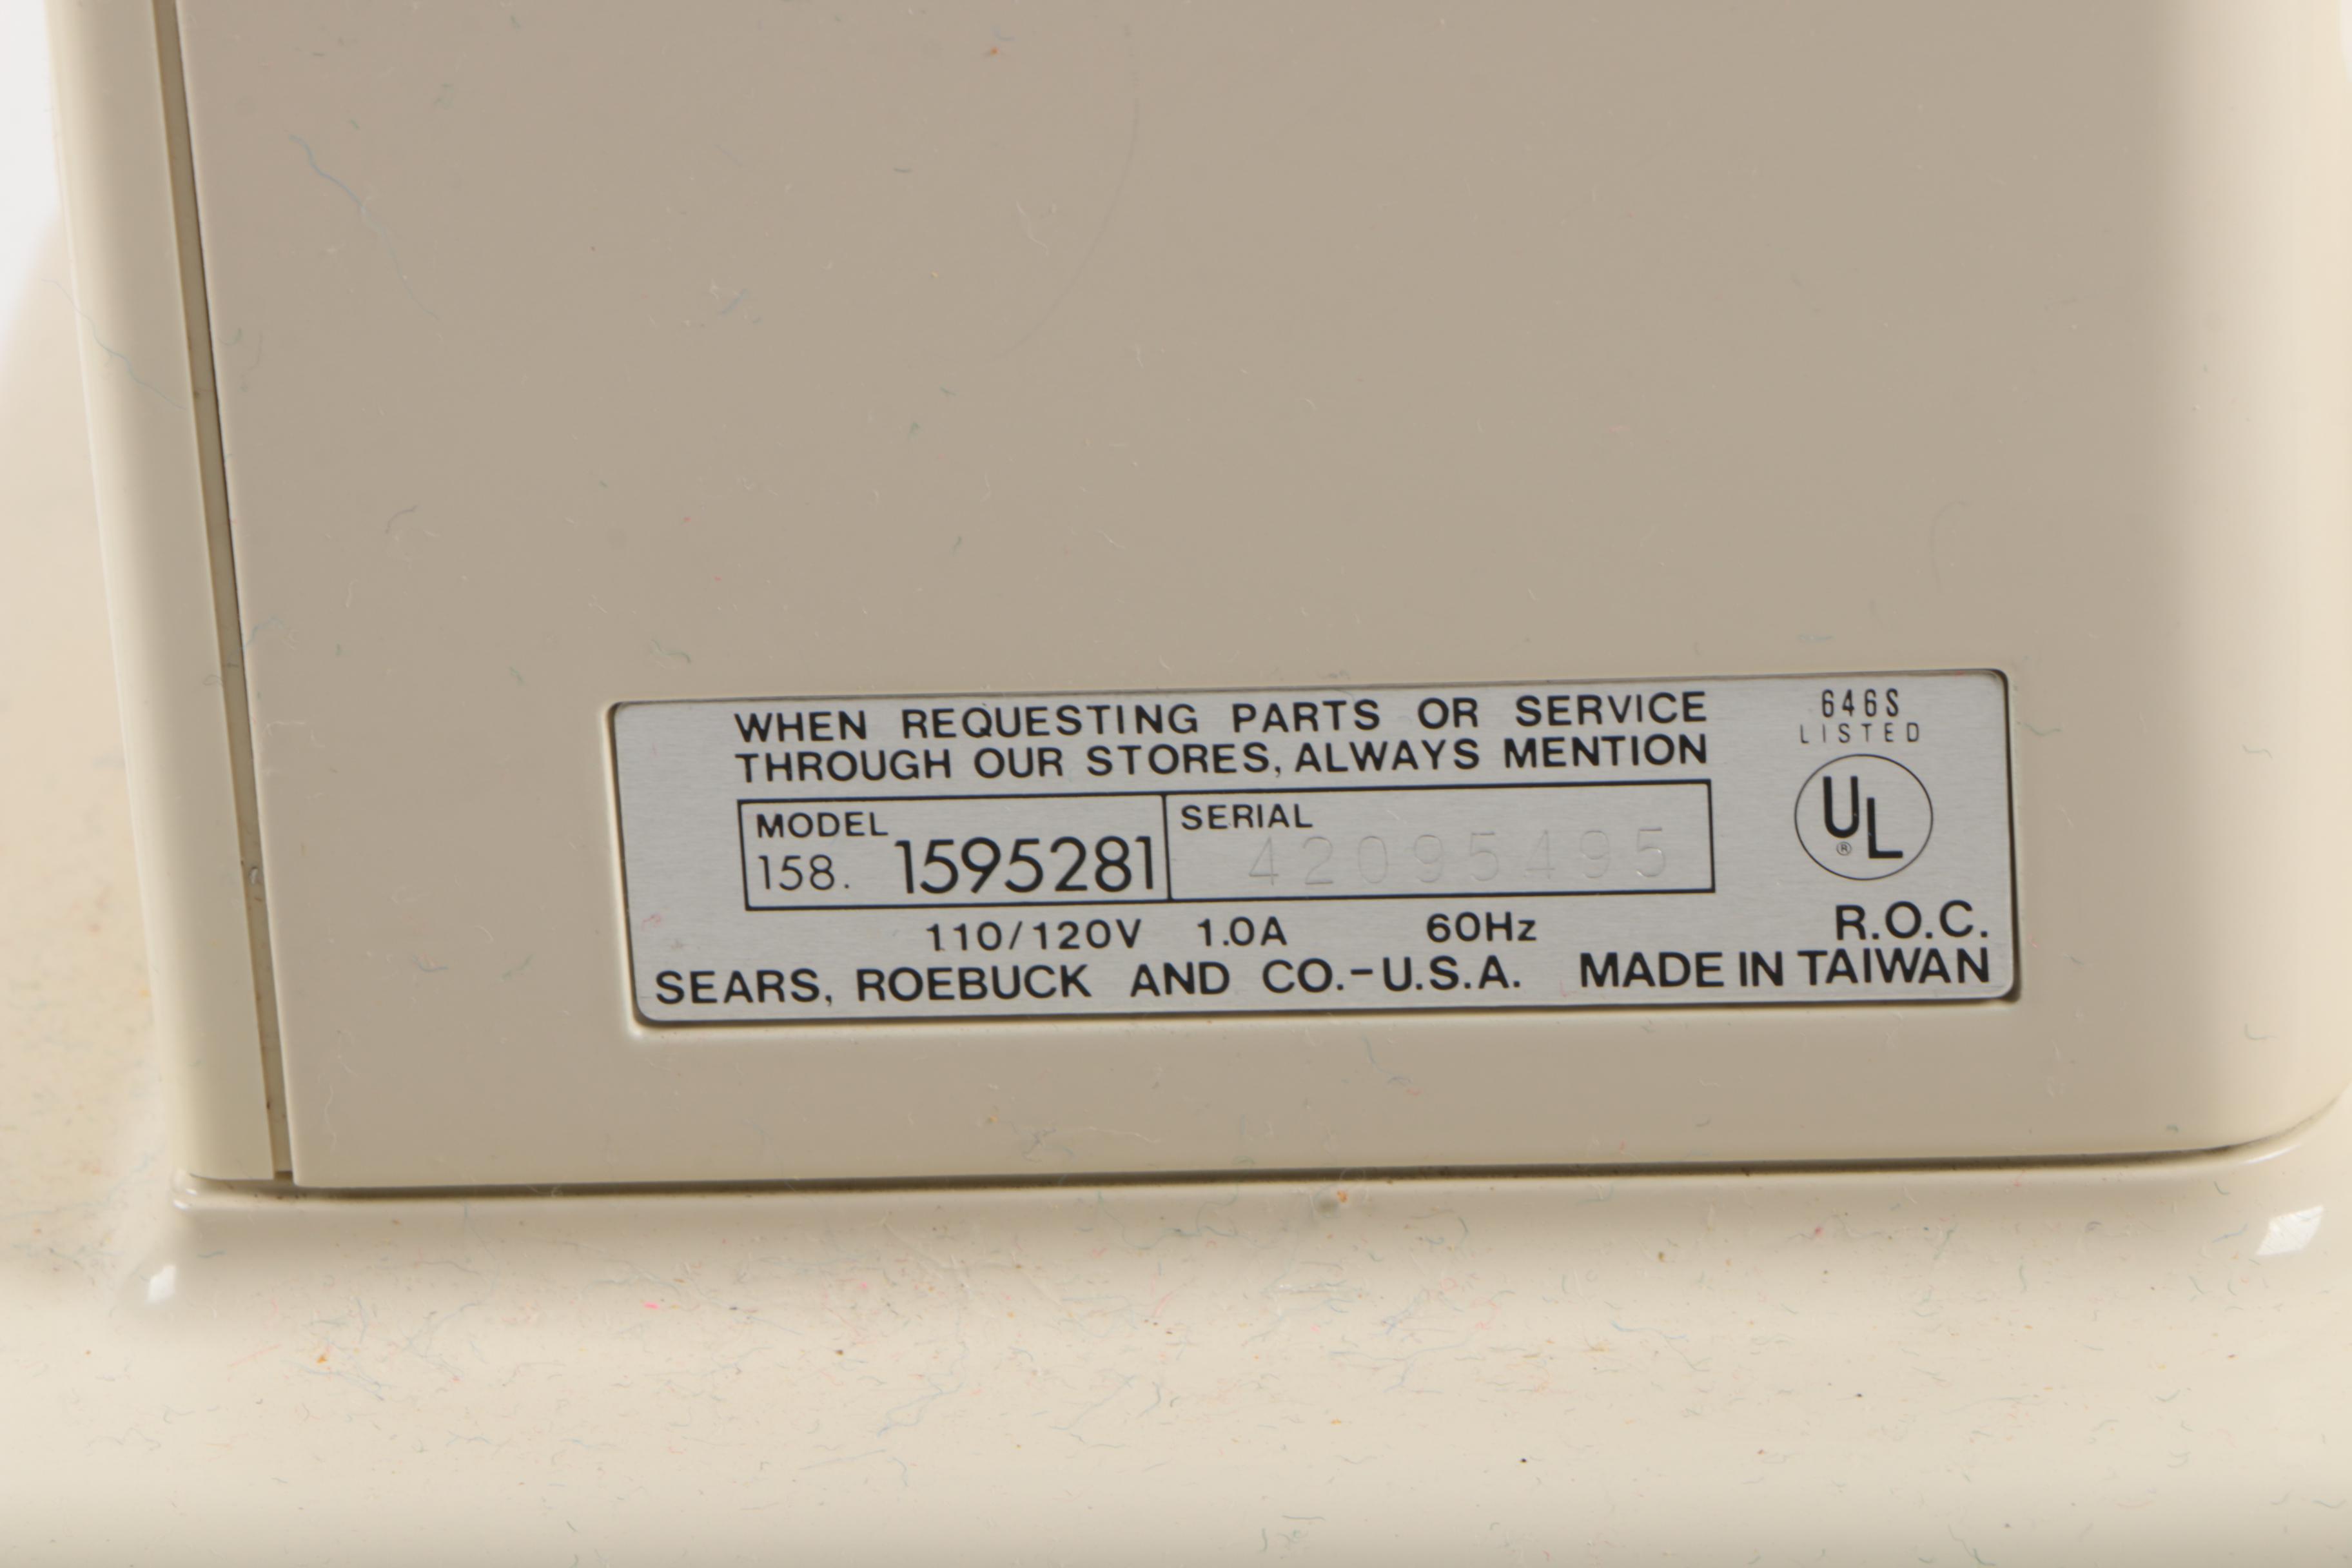 WHEN REQUESTING PARTS OR SERVICE
THROUGH OUR STORES, ALWAYS MENTION
MODEL
158. 1595281
SERIAL
42095495
110/120V 1.0A 60Hz
SEARS, ROEBUCK AND CO.-U.S.A.
646S
LISTED
UL
®
R.O.C.
MADE IN TAIWAN